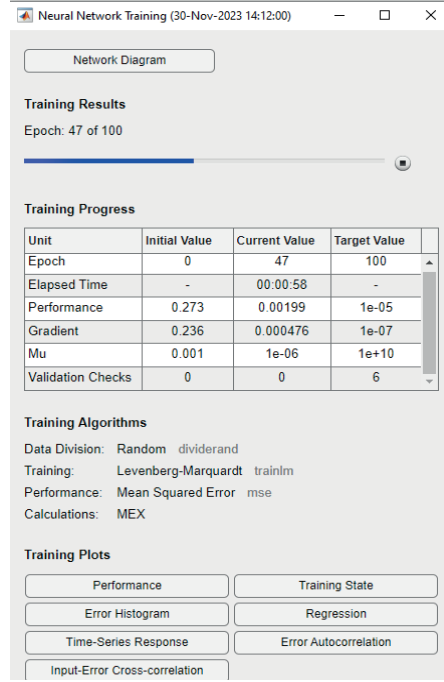 Neural Network Training (30-Nov-2023 14:12:00)
Network Diagram
Training Results
Epoch: 47 of 100
Training Progress
Unit Initial Value Current Value Target Value
Epoch 0 47 100
Elapsed Time - 00:00:58 -
Performance 0.273 0.00199 1e-05
Gradient 0.236 0.000476 1e-07
Mu 0.001 1e-06 1e+10
Validation Checks 0 0 6
Training Algorithms
Data Division: Random dividerand
Training: Levenberg-Marquardt trainlm
Performance: Mean Squared Error mse
Calculations: MEX
Training Plots
Performance Training State
Error Histogram Regression
Time-Series Response Error Autocorrelation
Input-Error Cross-correlation